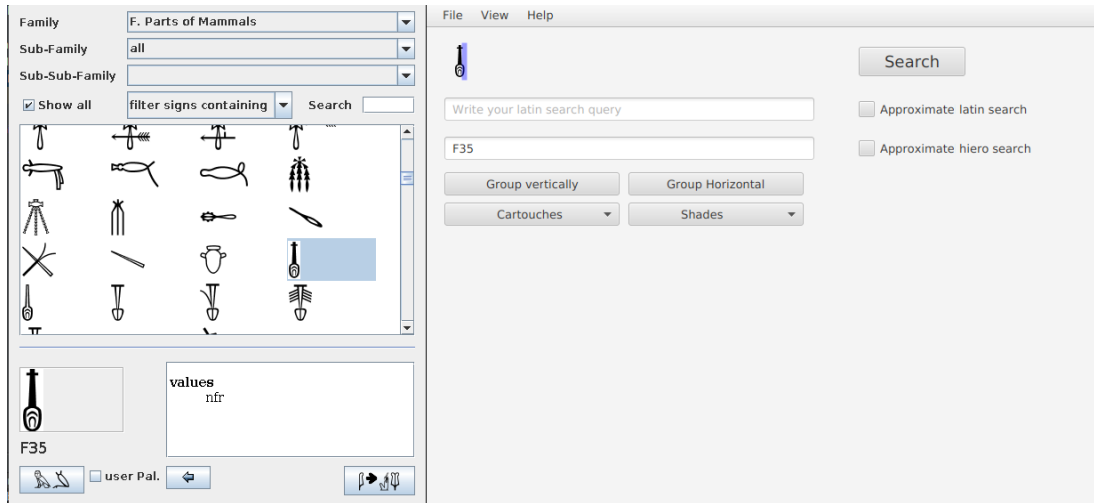 Family F. Parts of Mammals
Sub-Family all
Sub-Sub-Family
Show all filter signs containing Search
values
nfr
F35
user Pal.
File View Help
Search
Write your latin search query
Approximate latin search
F35
Approximate hiero search
Group vertically Group Horizontal
Cartouches Shades